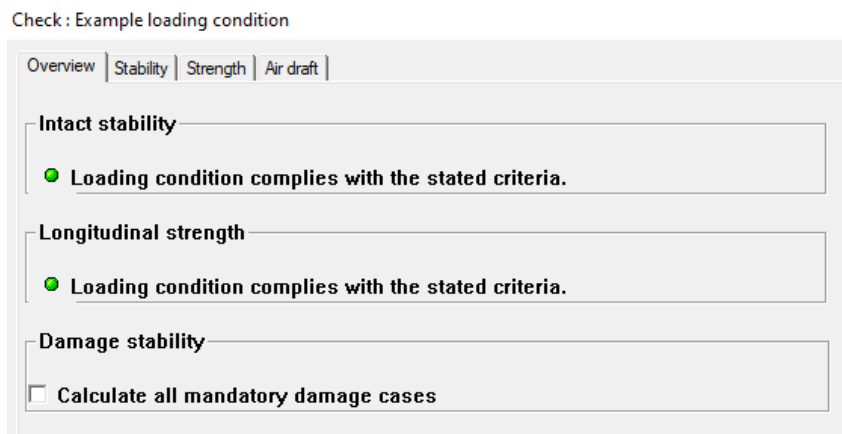 Check : Example loading condition
Overview Stability Strength Air draft
Intact stability
Loading condition complies with the stated criteria.
Longitudinal strength
Loading condition complies with the stated criteria.
Damage stability
Calculate all mandatory damage cases